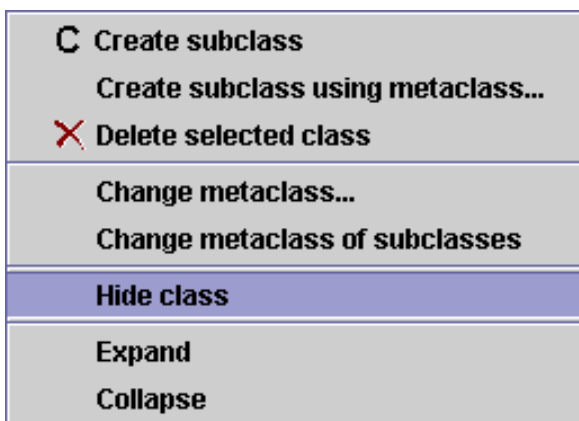 C Create subclass
Create subclass using metaclass...
Delete selected class
Change metaclass...
Change metaclass of subclasses
Hide class
Expand
Collapse